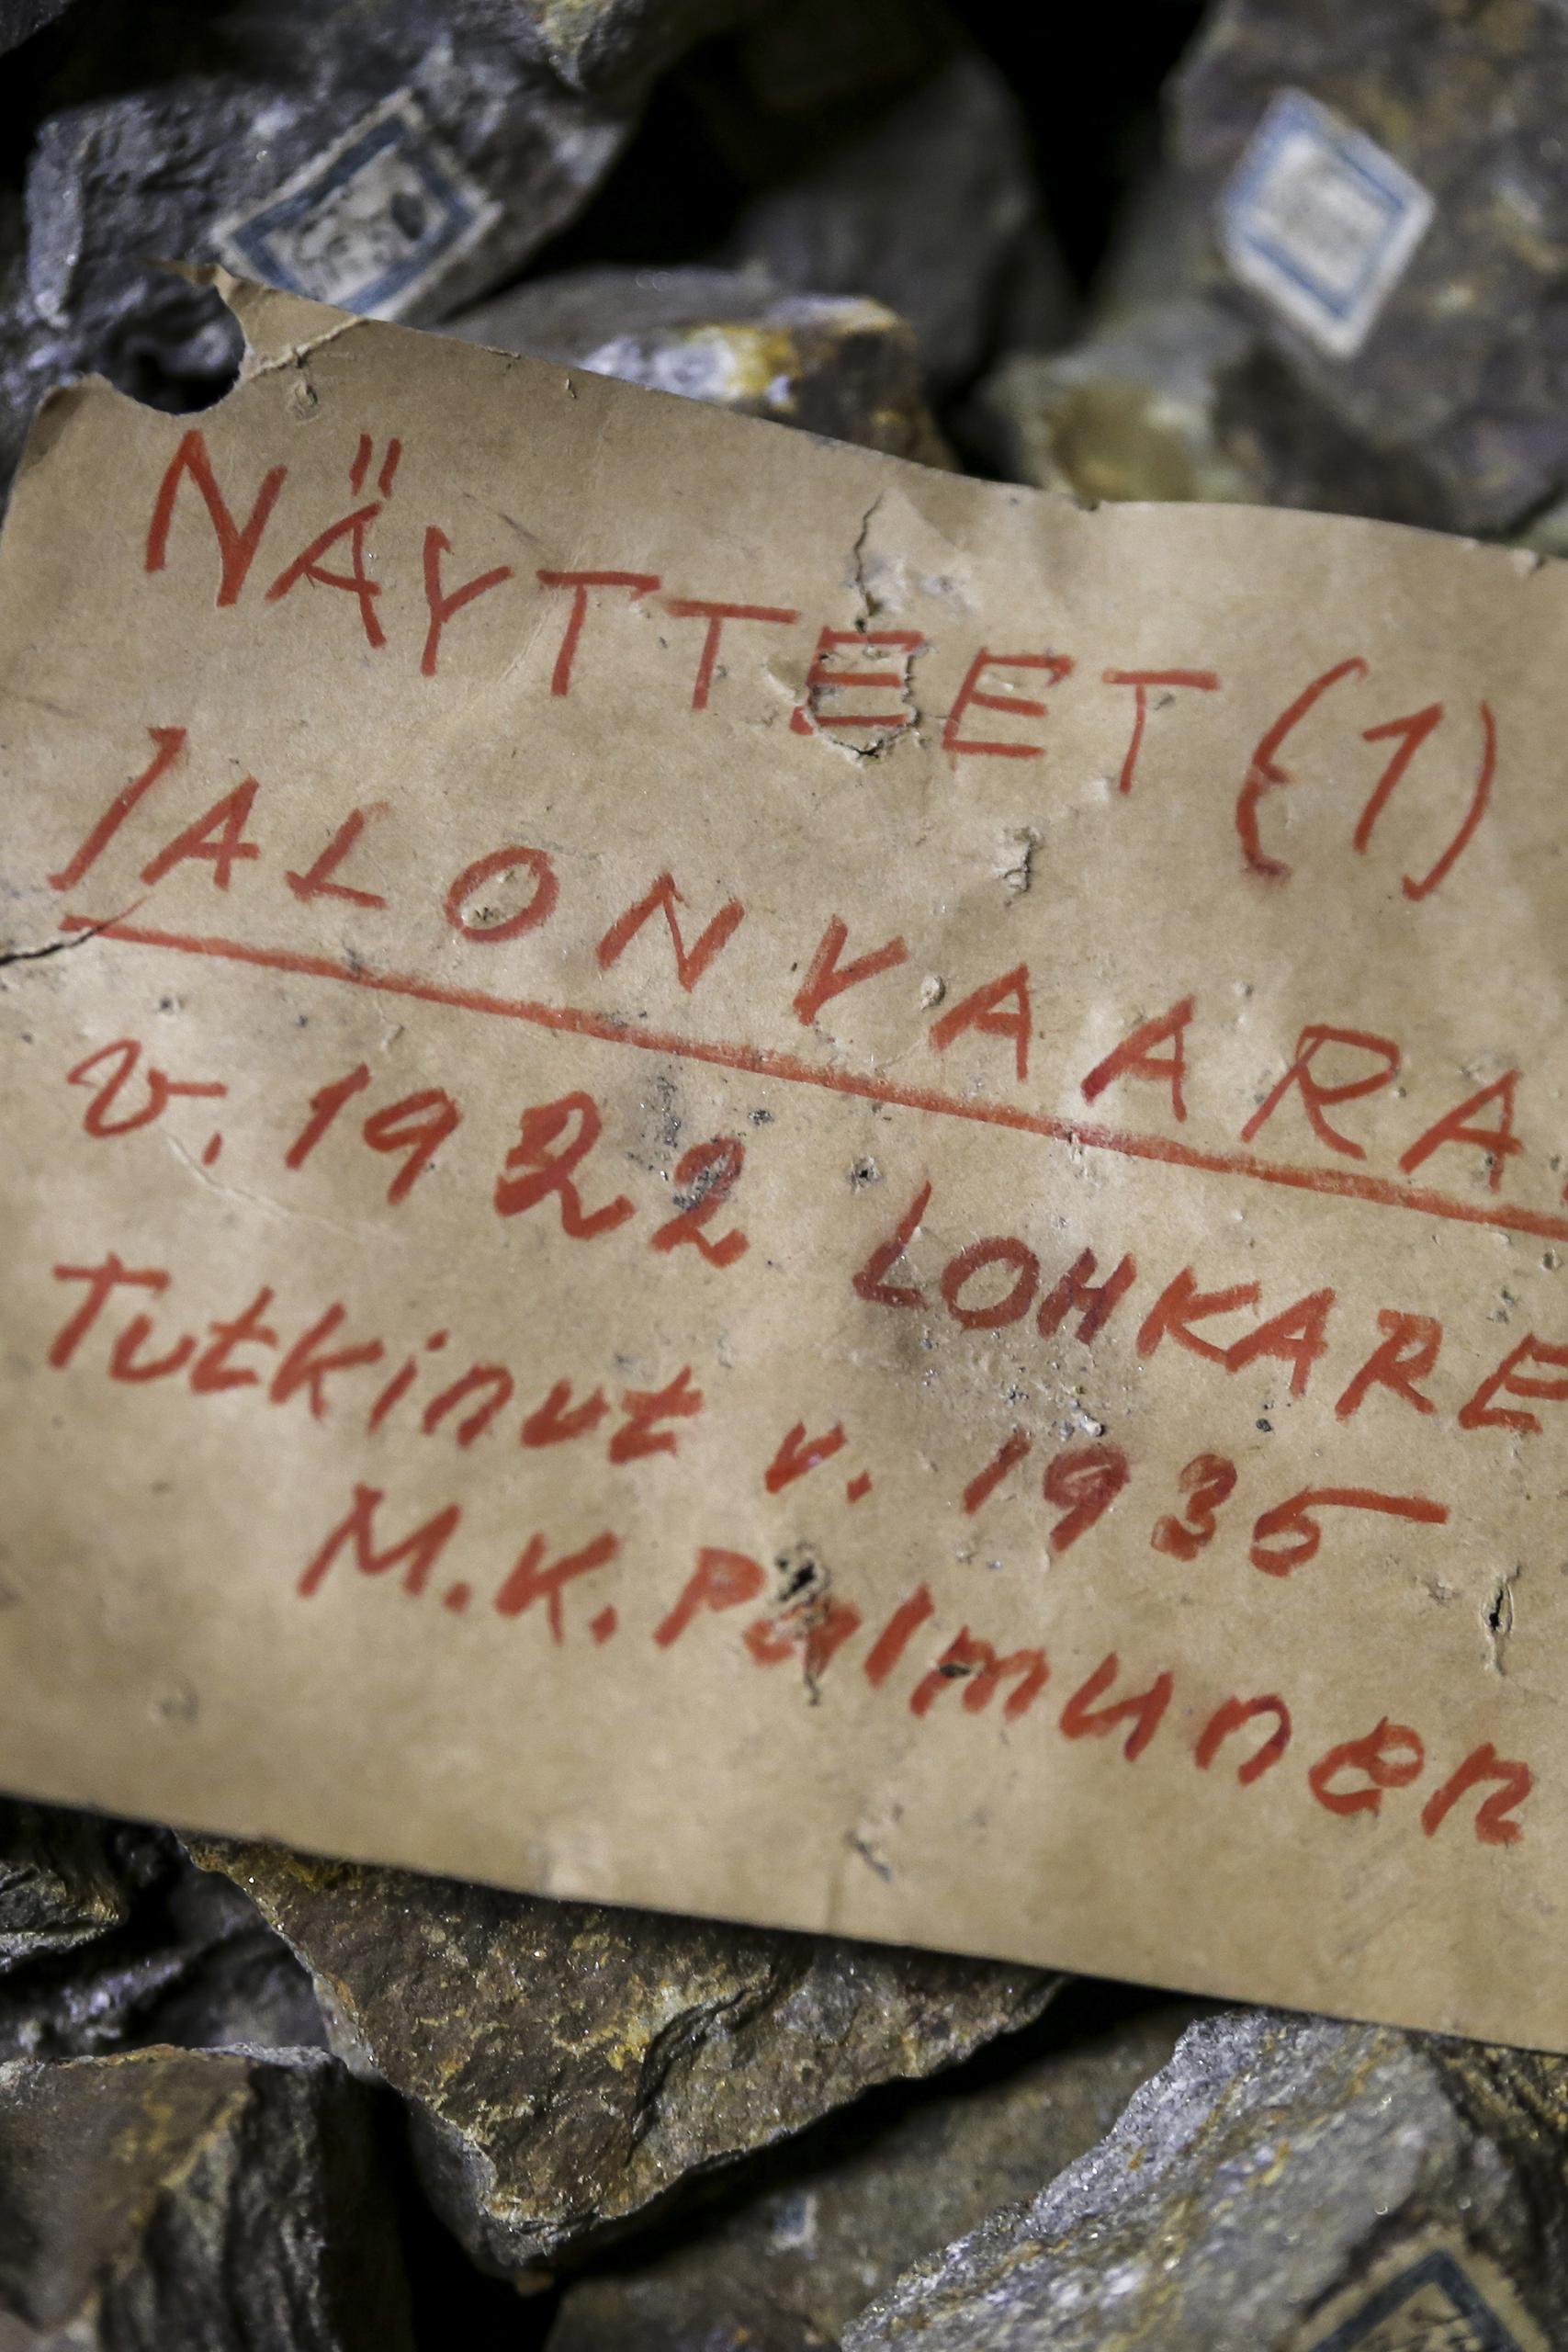 NÄYTTEET (1)
JALONVAARA
v. 1922 LOHKARE
Tutkinut v. 1935
M.K. Palmunen